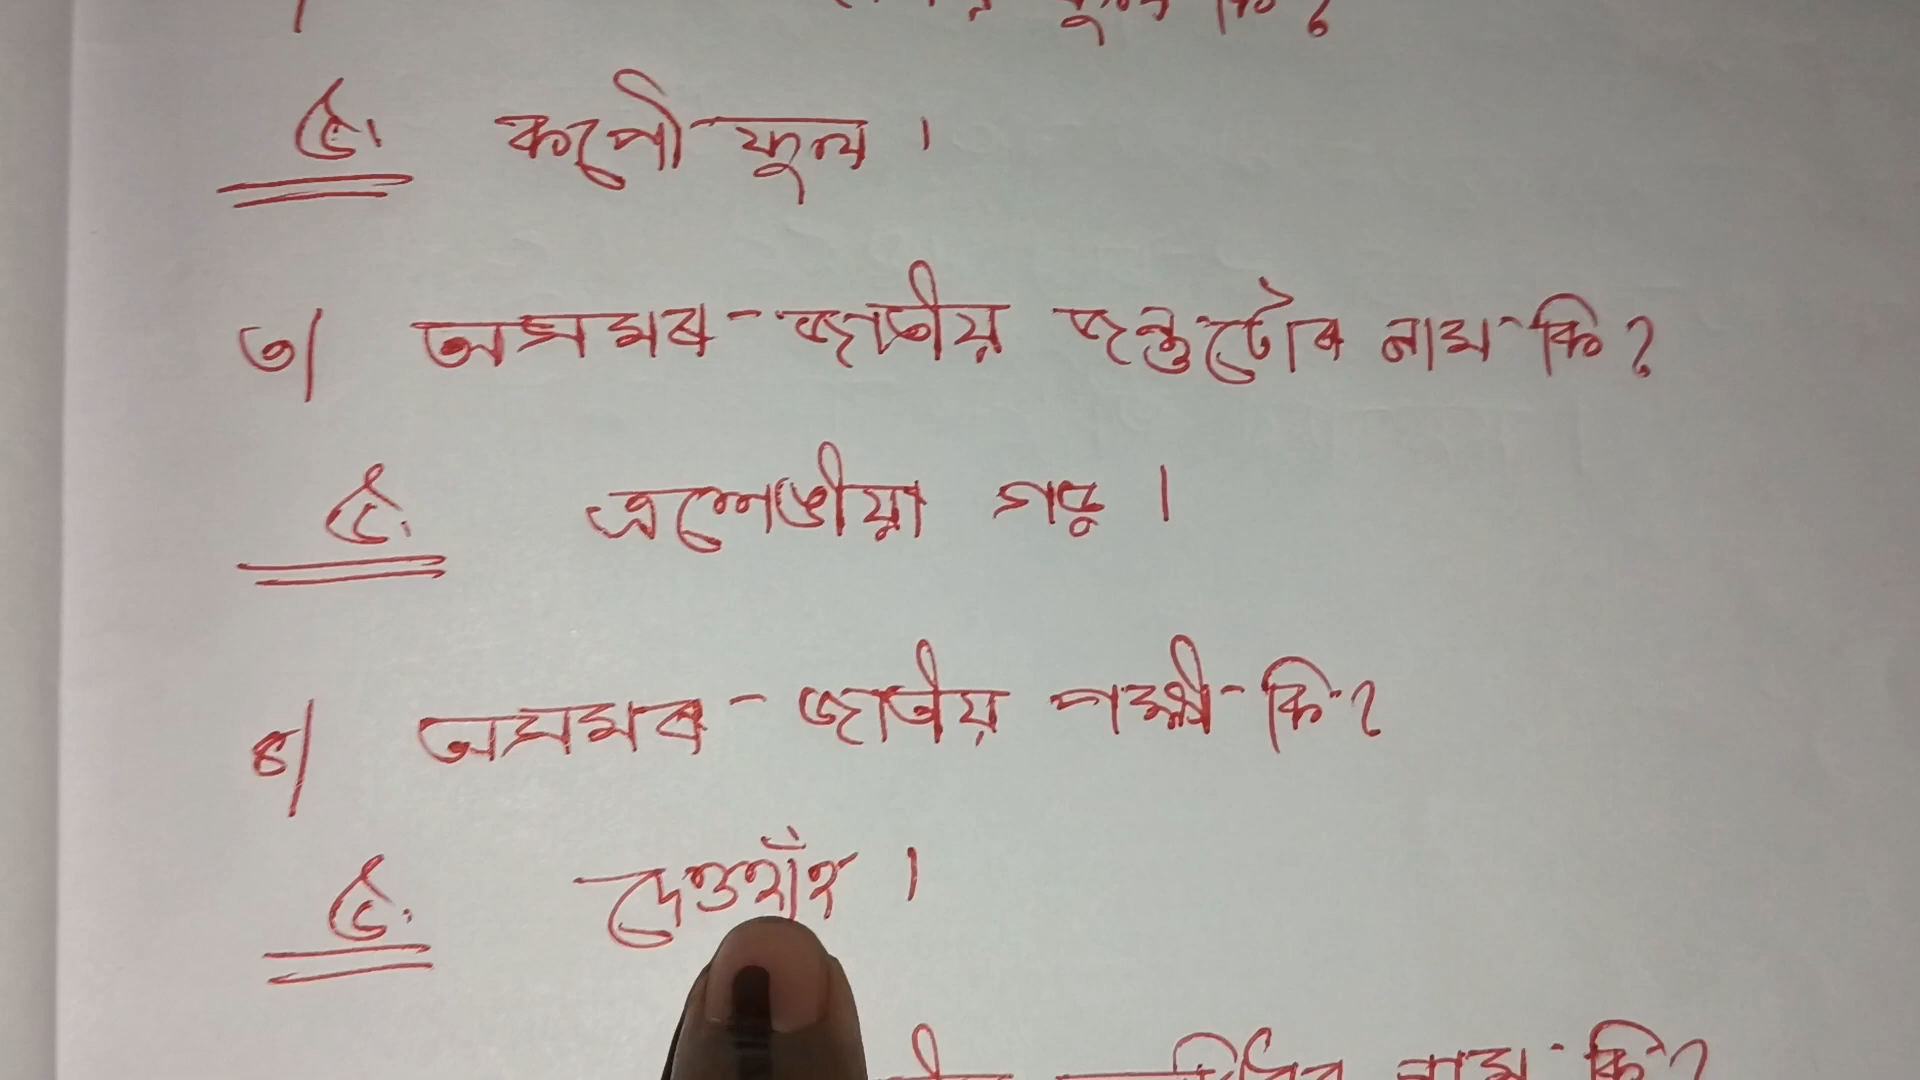 উঃ কপৌ ফুল ।
৩| অসমৰ জাতীয় জন্তুটোৰ নাম কি?
উঃ এশিঙীয়া গড় ।
৪| অসমৰ জাতীয় পক্ষী কি?
উঃ দেওহাঁহ ।
নাম কি?